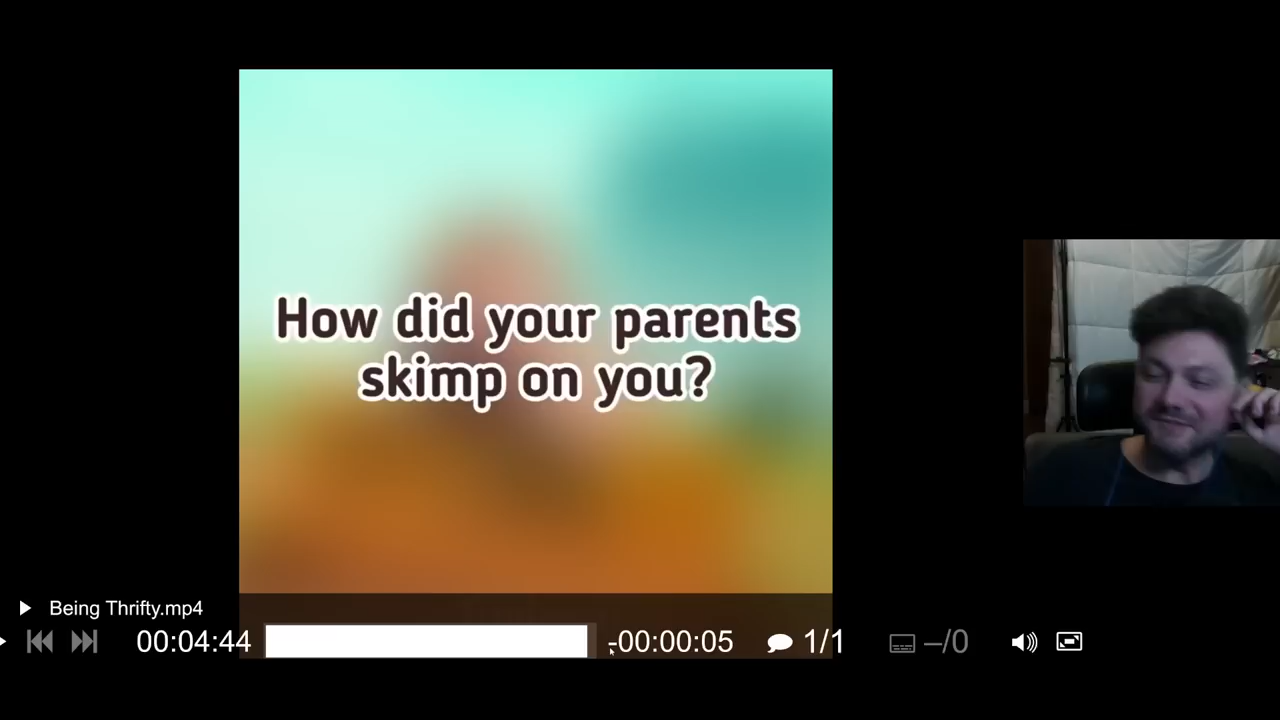 How did your parents
skimp on you?
Being Thrifty.mp4
00:04:44
-00:00:05
1/1
–/0